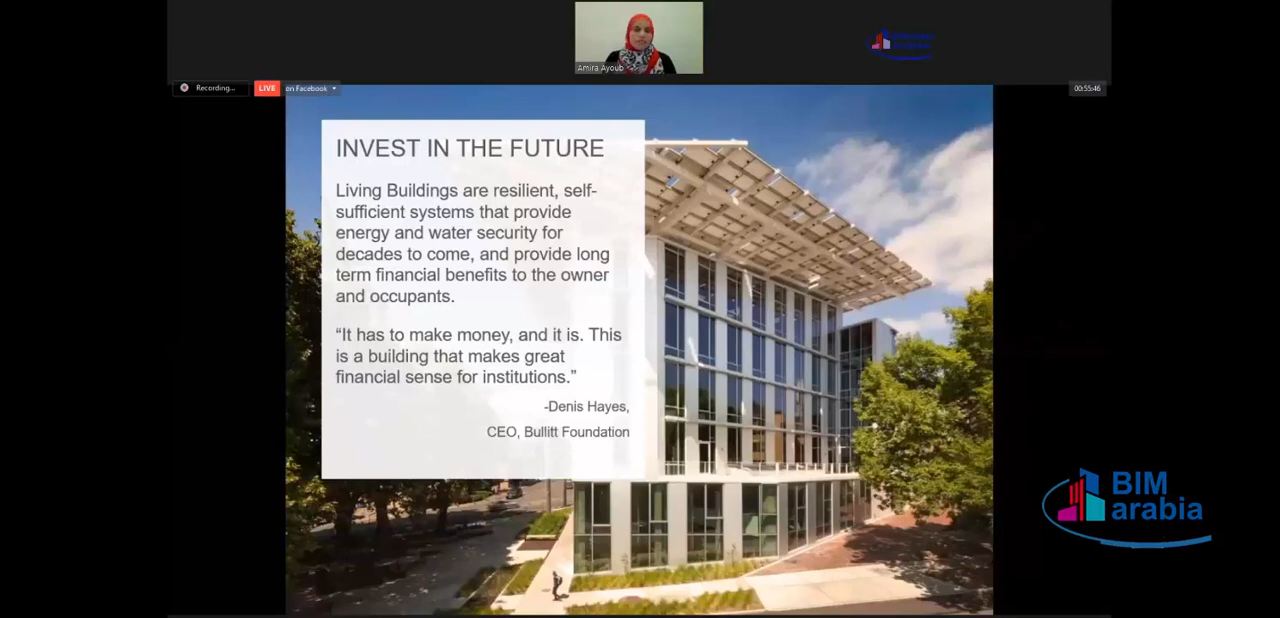 Amira Ayoub
BIMarabia
Recording...
LIVE
on Facebook
00:55:46
INVEST IN THE FUTURE
Living Buildings are resilient, self-
sufficient systems that provide
energy and water security for
decades to come, and provide long
term financial benefits to the owner
and occupants.
“It has to make money, and it is. This
is a building that makes great
financial sense for institutions.”
-Denis Hayes,
CEO, Bullitt Foundation
BIM
arabia